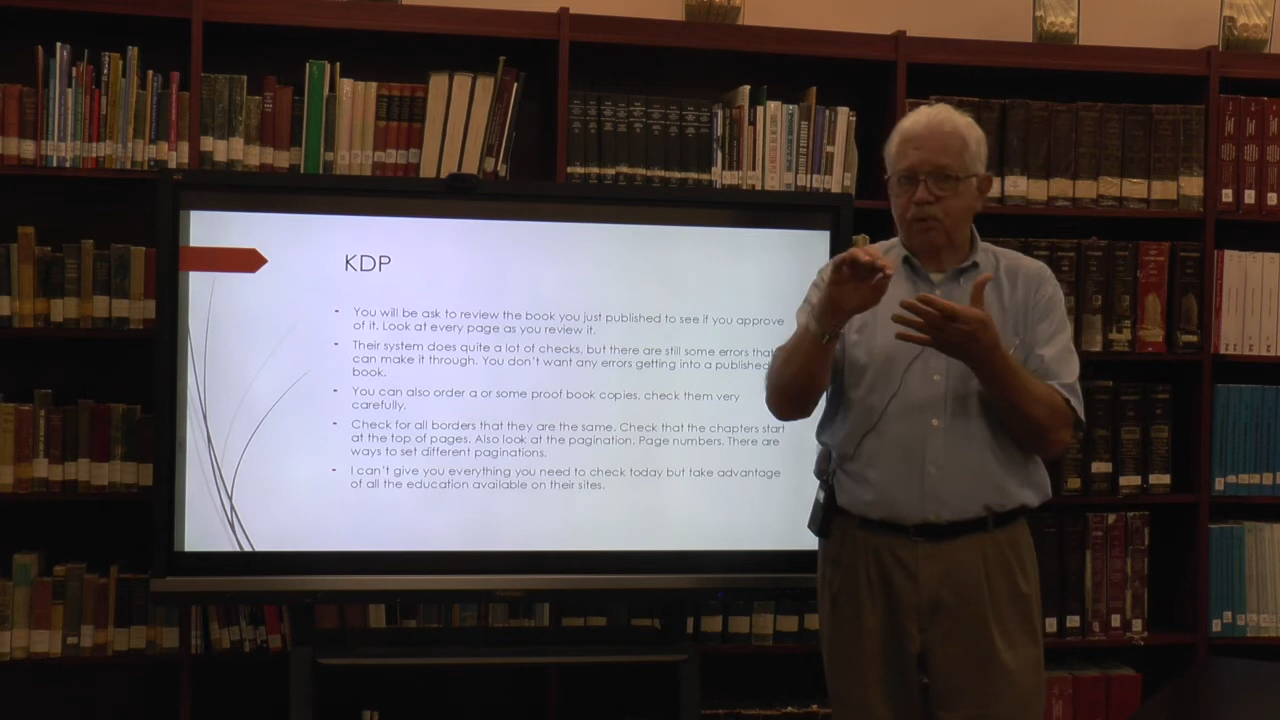 KDP
- You will be ask to review the book you just published to see if you approve
of it. Look at every page as you review it.
- Their system does quite a lot of checks, but there are still some errors that
can make it through. You don't want any errors getting into a published
book.
- You can also order a or some proof book copies, check them very
carefully.
- Check for all borders that they are the same. Check that the chapters start
at the top of pages. Also look at the pagination. Page numbers. There are
ways to set different paginations.
- I can't give you everything you need to check today but take advantage
of all the education available on their sites.